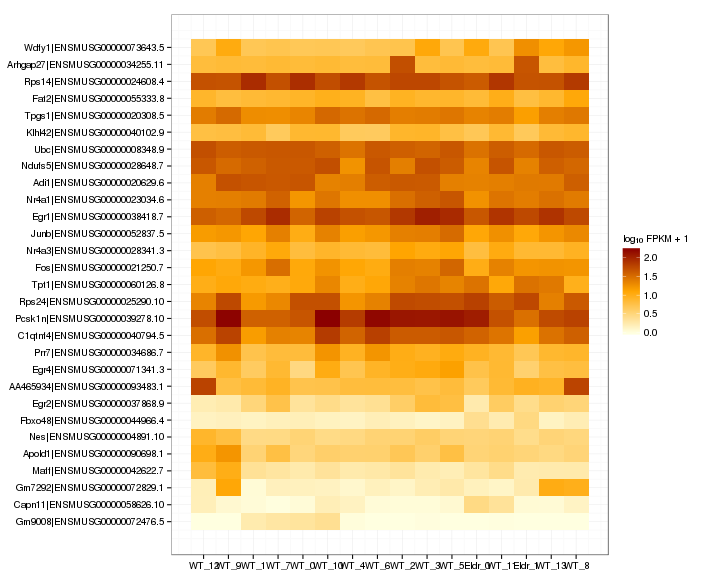 Wdfy1|ENSMUSG00000073643.5
Arhgap27|ENSMUSG00000034255.11
Rps14|ENSMUSG00000024608.4
Fat2|ENSMUSG00000055333.8
Tpgs1|ENSMUSG00000020308.5
Klhl42|ENSMUSG00000040102.9
Ubc|ENSMUSG00000008348.9
Ndufs5|ENSMUSG00000028648.7
Adi1|ENSMUSG00000020629.6
Nr4a1|ENSMUSG00000023034.6
Egr1|ENSMUSG00000038418.7
Junb|ENSMUSG00000052837.5
Nr4a3|ENSMUSG00000028341.3
Fos|ENSMUSG00000021250.7
Tpt1|ENSMUSG00000060126.8
Rps24|ENSMUSG00000025290.10
Pcsk1n|ENSMUSG00000039278.10
C1qtnf4|ENSMUSG00000040794.5
Prr7|ENSMUSG00000034686.7
Egr4|ENSMUSG00000071341.3
AA465934|ENSMUSG00000093483.1
Egr2|ENSMUSG00000037868.9
Fbxo48|ENSMUSG00000044966.4
Nes|ENSMUSG00000004891.10
Apold1|ENSMUSG00000090698.1
Maff|ENSMUSG00000042622.7
Gm7292|ENSMUSG00000072829.1
Capn11|ENSMUSG00000058626.10
Gm9008|ENSMUSG00000072476.5
WT_12 WT_9 WT_1 WT_7 WT_0 WT_10 WT_4 WT_6 WT_2 WT_3 WT_5 Eldr_0 WT_11 Eldr_1 WT_13 WT_8
log10 FPKM + 1
2.0
1.5
1.0
0.5
0.0